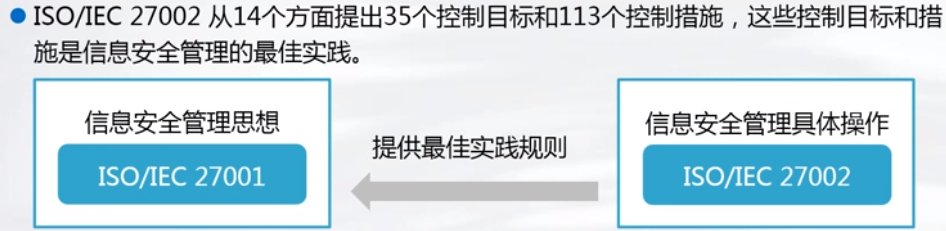 ● ISO/IEC 27002 从14个方面提出35个控制目标和113个控制措施，这些控制目标和措
施是信息安全管理的最佳实践。
信息安全管理思想
ISO/IEC 27001
提供最佳实践规则
信息安全管理具体操作
ISO/IEC 27002